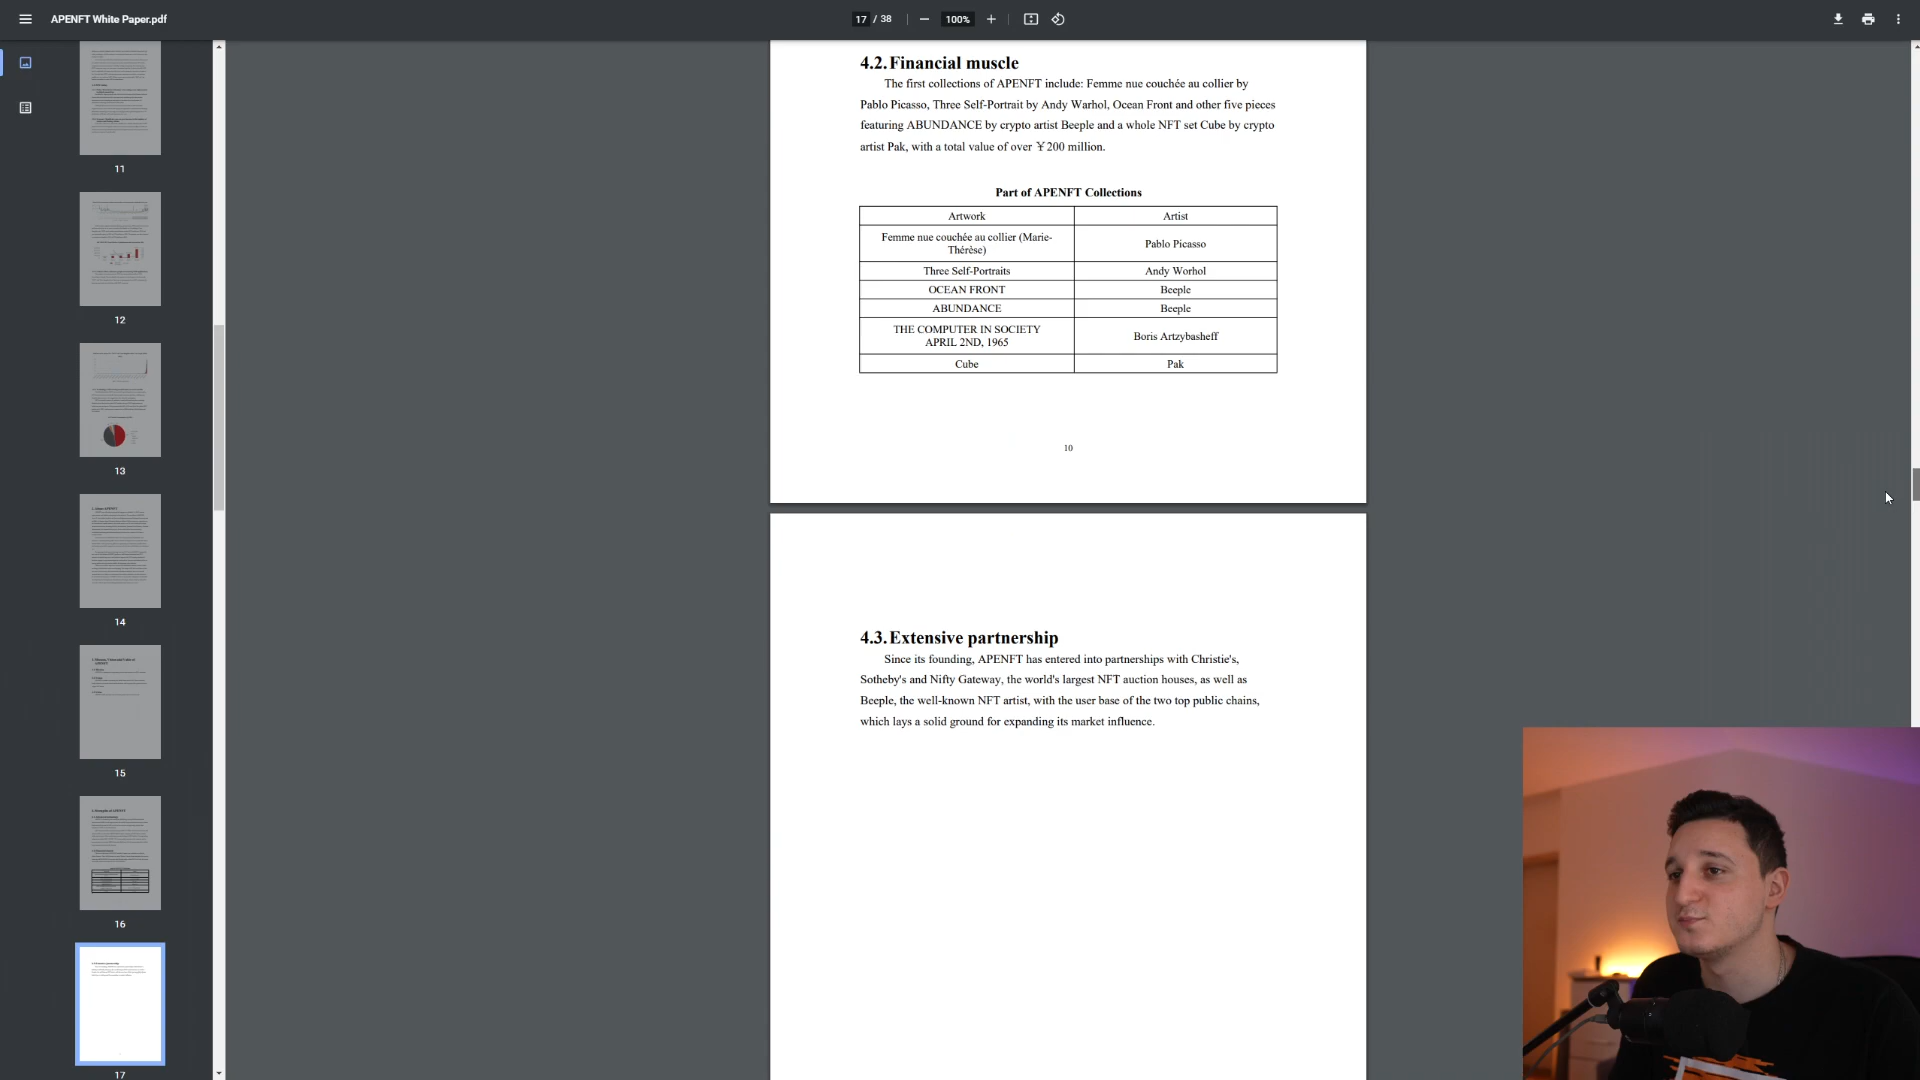 APENFT White Paper.pdf
17 / 38
100%
11
12
13
14
15
16
17
4.2. Financial muscle
The first collections of APENFT include: Femme nue couchée au collier by
Pablo Picasso, Three Self-Portrait by Andy Warhol, Ocean Front and other five pieces
featuring ABUNDANCE by crypto artist Beeple and a whole NFT set Cube by crypto
artist Pak, with a total value of over ￥200 million.
Part of APENFT Collections
Artwork Artist
Femme nue couchée au collier (Marie-
Thérèse) Pablo Picasso
Three Self-Portraits Andy Worhol
OCEAN FRONT Beeple
ABUNDANCE Beeple
THE COMPUTER IN SOCIETY
APRIL 2ND, 1965 Boris Artzybasheff
Cube Pak
10
4.3. Extensive partnership
Since its founding, APENFT has entered into partnerships with Christie's,
Sotheby's and Nifty Gateway, the world's largest NFT auction houses, as well as
Beeple, the well-known NFT artist, with the user base of the two top public chains,
which lays a solid ground for expanding its market influence.